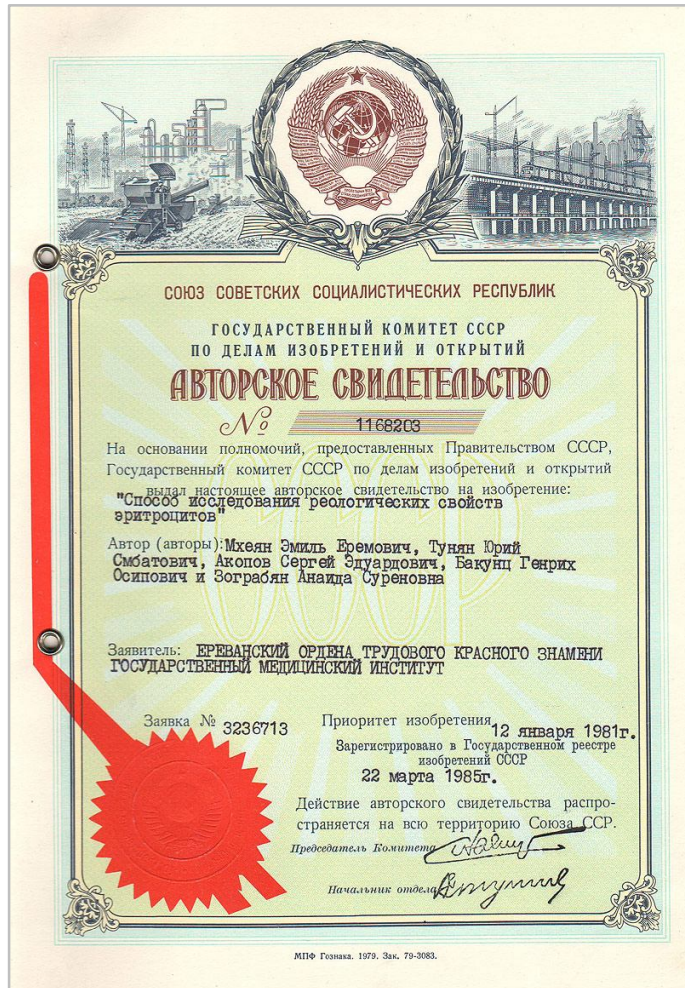 СОЮЗ СОВЕТСКИХ СОЦИАЛИСТИЧЕСКИХ РЕСПУБЛИК
ГОСУДАРСТВЕННЫЙ КОМИТЕТ СССР
ПО ДЕЛАМ ИЗОБРЕТЕНИЙ И ОТКРЫТИЙ
АВТОРСКОЕ СВИДЕТЕЛЬСТВО
№ 1168203
На основании полномочий, предоставленных Правительством СССР,
Государственный комитет СССР по делам изобретений и открытий
выдал настоящее авторское свидетельство на изобретение:
"Способ исследования реологических свойств
эритроцитов"
Автор (авторы): Мхеян Эмиль Еремович, Тунян Юрий
Смбатович, Акопов Сергей Эдуардович, Бакунц Генрих
Осипович и Зограбян Анаида Суреновна
Заявитель: ЕРЕВАНСКИЙ ОРДЕНА ТРУДОВОГО КРАСНОГО ЗНАМЕНИ
ГОСУДАРСТВЕННЫЙ МЕДИЦИНСКИЙ ИНСТИТУТ
Заявка № 3236713 Приоритет изобретения 12 января 1981г.
Зарегистрировано в Государственном реестре
изобретений СССР
22 марта 1985г.
Действие авторского свидетельства распро-
страняется на всю территорию Союза ССР.
Председатель Комитета
Начальник отдела
МПФ Гознака. 1979. Зак. 79-3083.
СССР